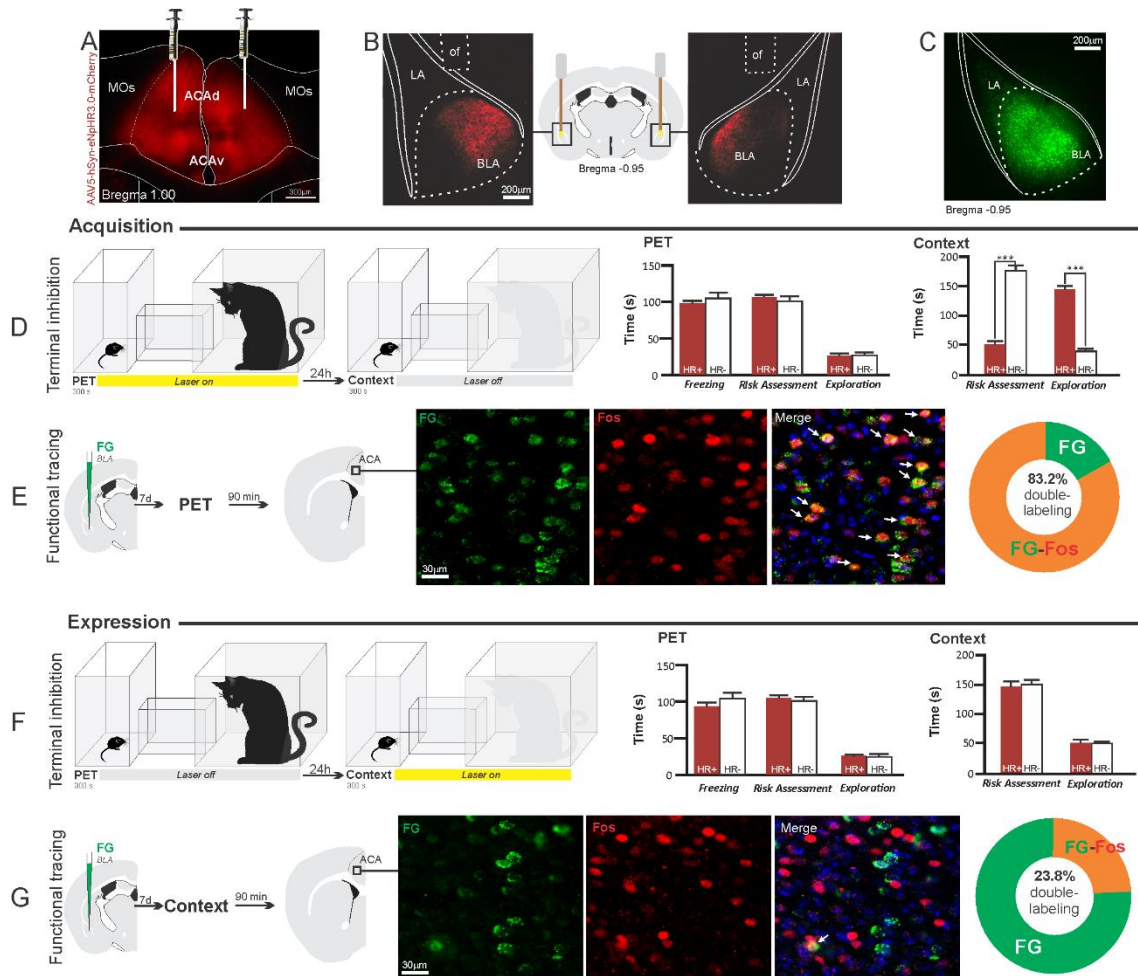 A
AAV5-hSyn-eNpHR3.0-mCherry
MOs
MOs
ACAd
ACAv
Bregma 1.00
300µm
B
of
LA
BLA
200µm
Bregma -0.95
of
LA
BLA
C
200µm
LA
BLA
Bregma -0.95
Acquisition
D
Terminal inhibition
PET
300 s
Laser on
24h
Context
300 s
Laser off
PET
Time (s)
150
100
50
0
HR+ HR- HR+ HR- HR+ HR-
Freezing RIsk Assessment Exploration
Context
Time (s)
200
150
100
50
0
*** ***
HR+ HR- HR+ HR-
Risk Assessment Exploration
E
Functional tracing
FG
BLA
7d
PET
90 min
ACA
FG
30µm
Fos
Merge
FG
83.2%
double-
labeling
FG-Fos
Expression
F
Terminal inhibition
PET
300 s
Laser off
24h
Context
300 s
Laser on
PET
Time (s)
150
100
50
0
HR+ HR- HR+ HR- HR+ HR-
Freezing Risk Assessment Exploration
Context
Time (s)
200
150
100
50
0
HR+ HR- HR+ HR-
Risk Assessment Exploration
G
Functional tracing
FG
BLA
7d
Context
90 min
ACA
FG
30µm
Fos
Merge
FG-Fos
23.8%
double-
labeling
FG